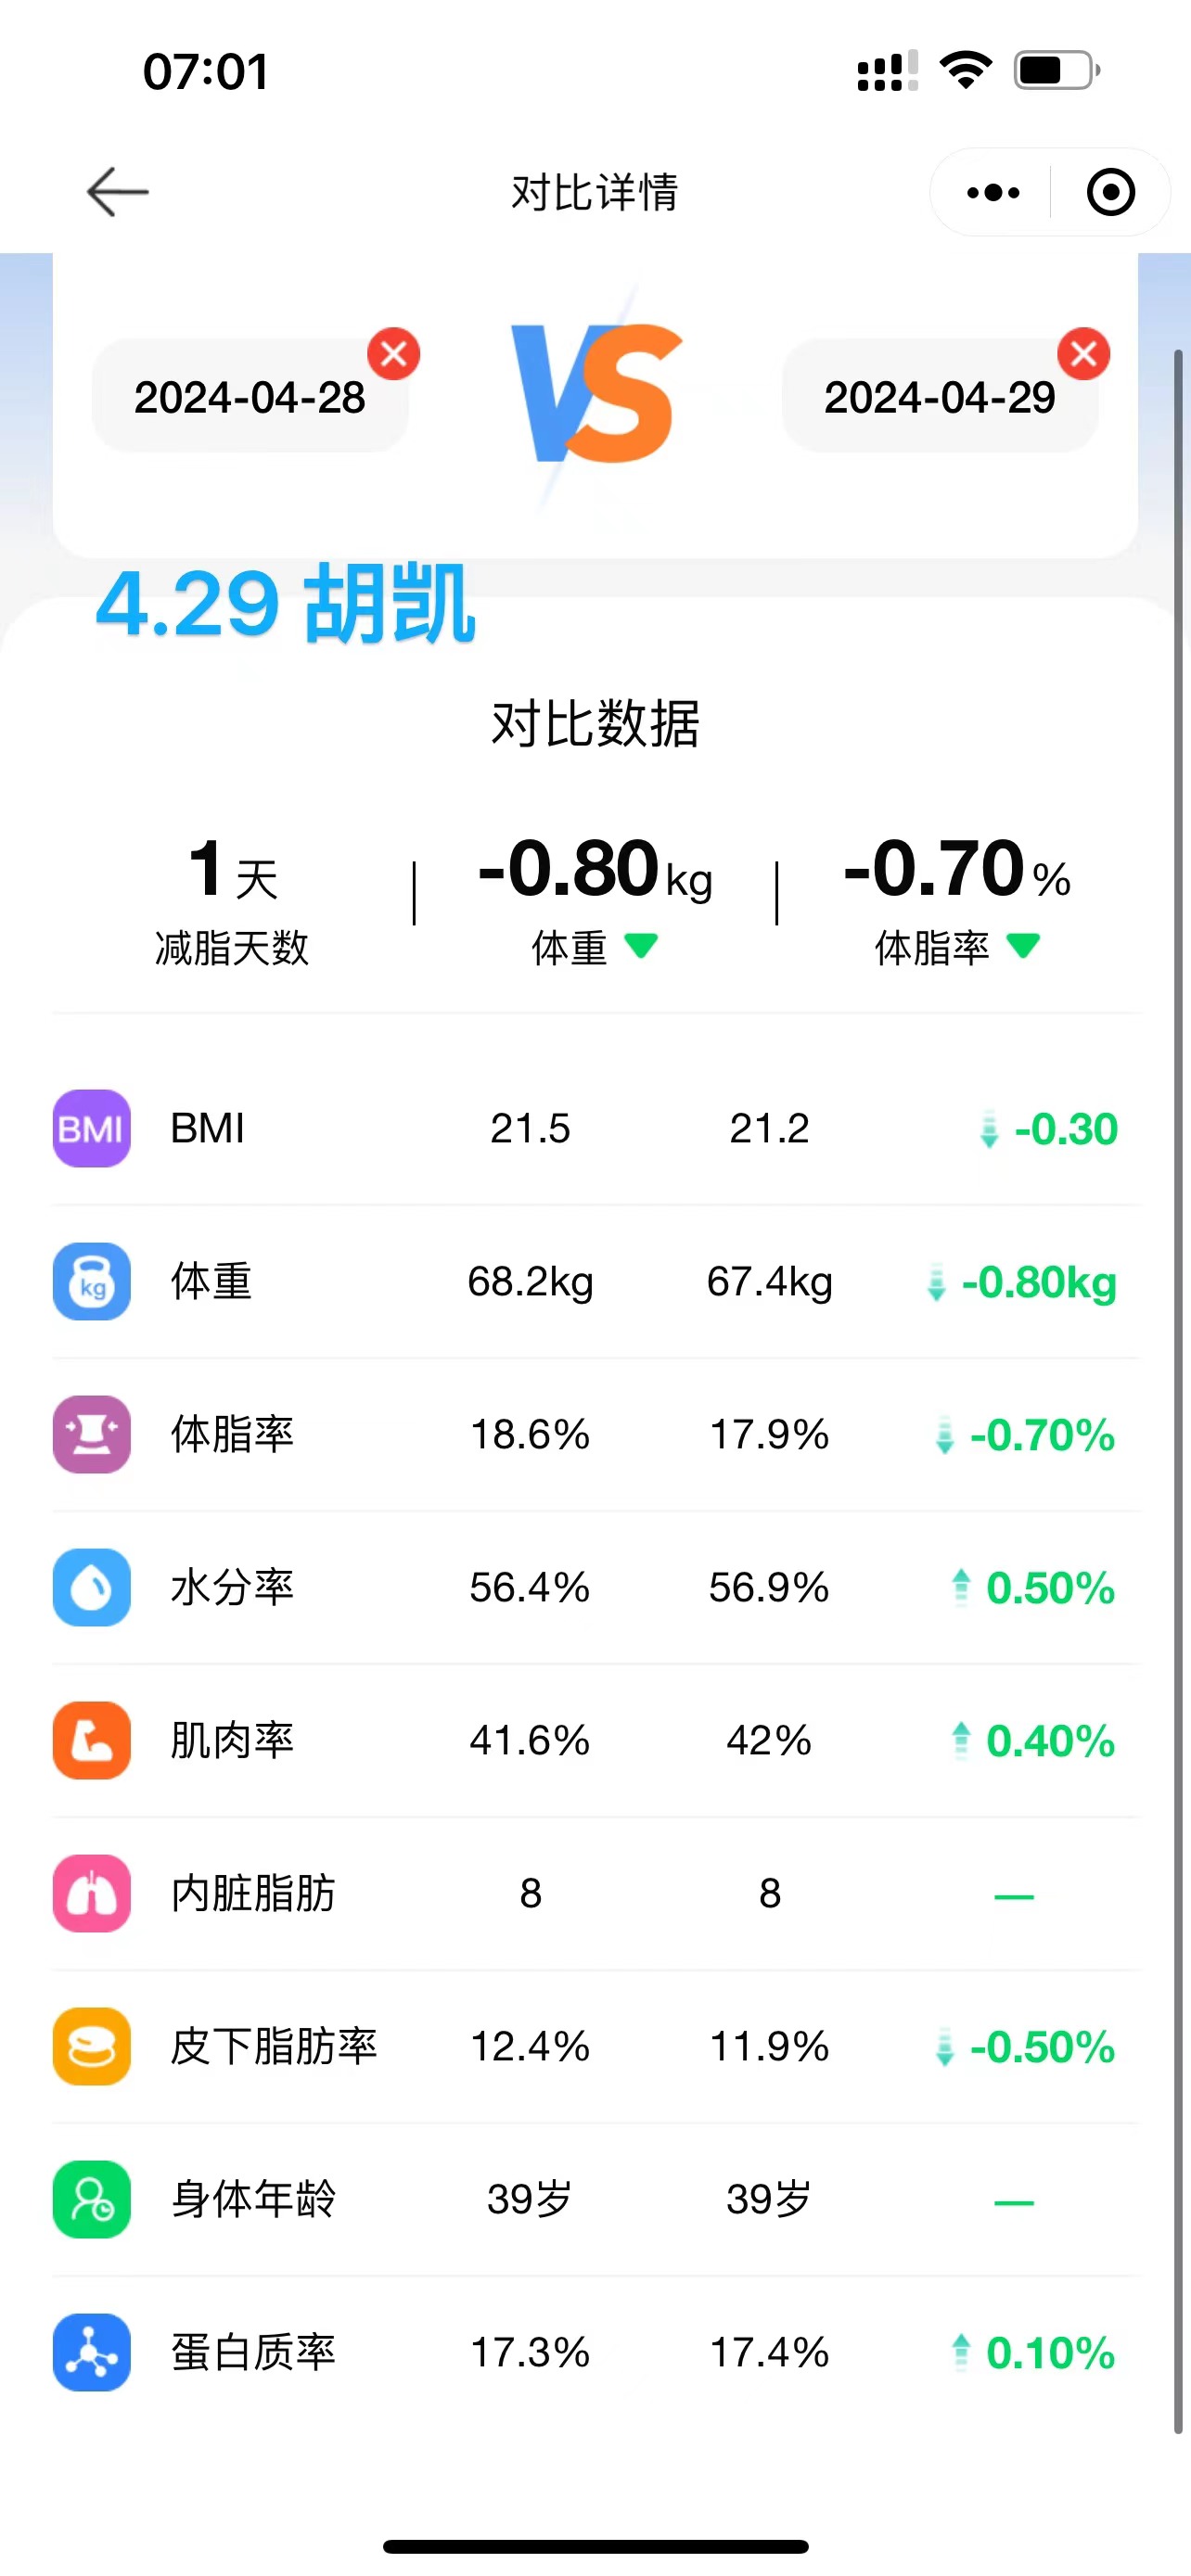 07:01
对比详情
2024-04-28 VS 2024-04-29
4.29 胡凯
对比数据
1天 -0.80kg -0.70%
减脂天数 体重 体脂率
BMI BMI 21.5 21.2 -0.30
kg 体重 68.2kg 67.4kg -0.80kg
体脂率 18.6% 17.9% -0.70%
水分率 56.4% 56.9% 0.50%
肌肉率 41.6% 42% 0.40%
内脏脂肪 8 8 —
皮下脂肪率 12.4% 11.9% -0.50%
身体年龄 39岁 39岁 —
蛋白质率 17.3% 17.4% 0.10%